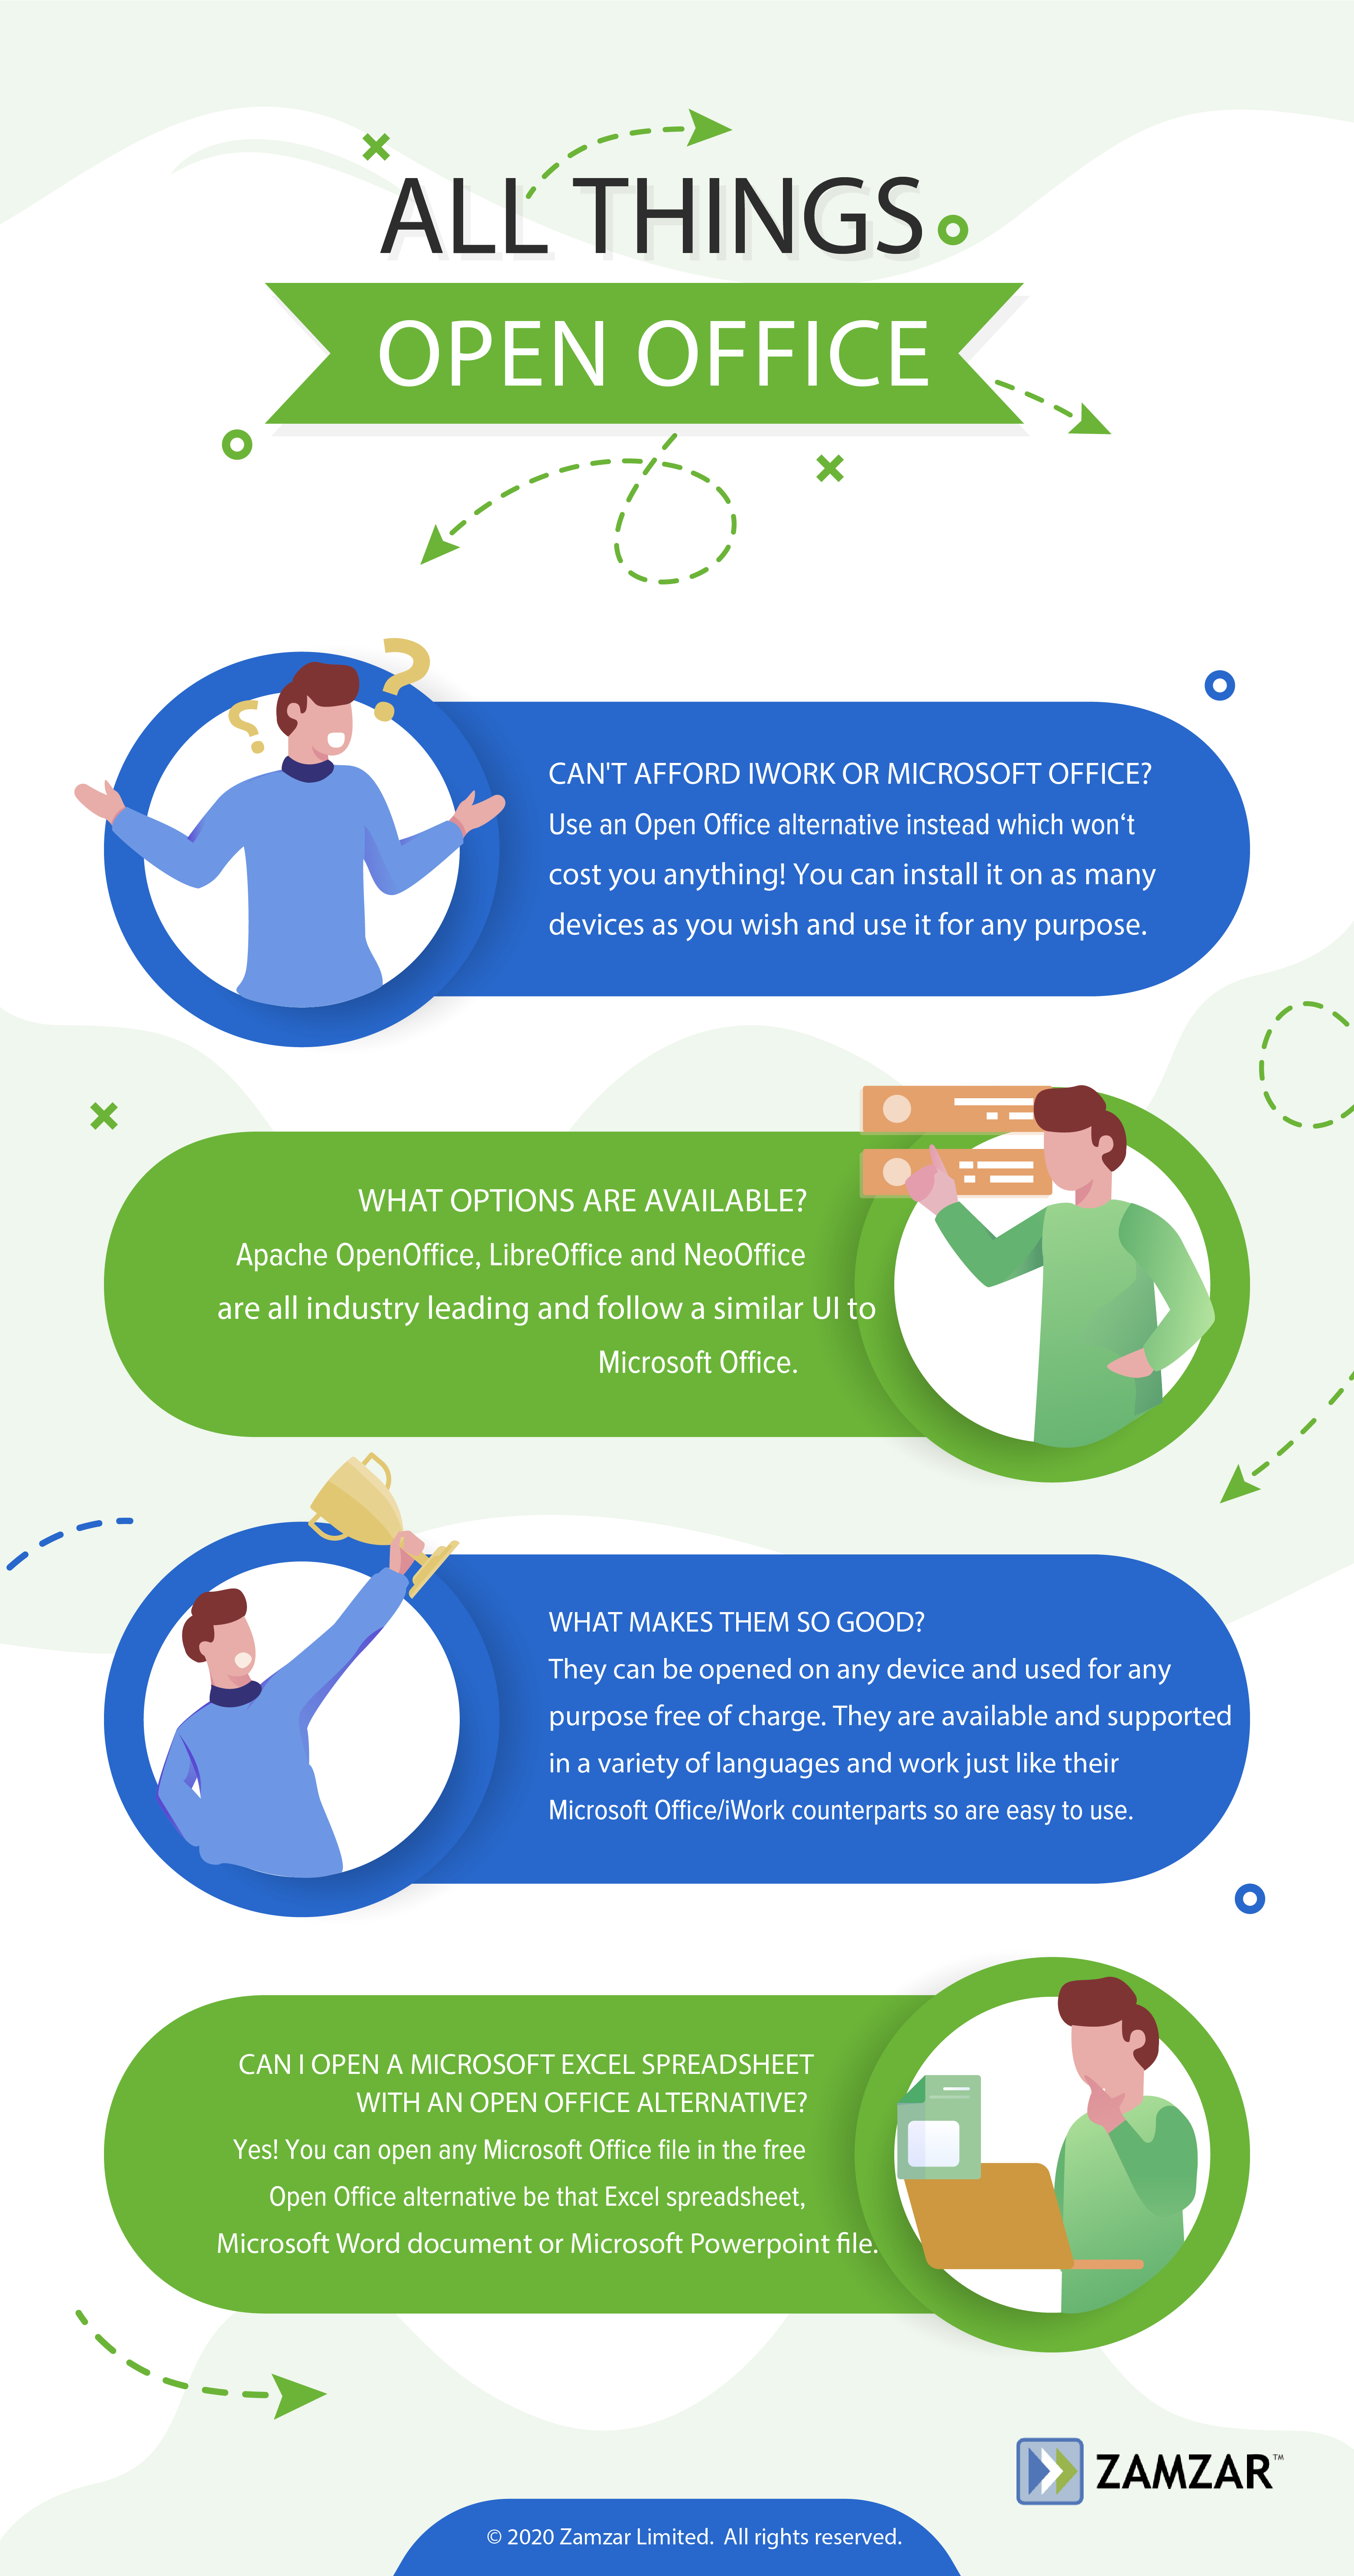 ALL THINGS
OPEN OFFICE
CAN'T AFFORD IWORK OR MICROSOFT OFFICE?
Use an Open Office alternative instead which won‘t
cost you anything! You can install it on as many
devices as you wish and use it for any purpose.
WHAT OPTIONS ARE AVAILABLE?
Apache OpenOffice, LibreOffice and NeoOffice
are all industry leading and follow a similar UI to
Microsoft Office.
WHAT MAKES THEM SO GOOD?
They can be opened on any device and used for any
purpose free of charge. They are available and supported
in a variety of languages and work just like their
Microsoft Office/iWork counterparts so are easy to use.
CAN I OPEN A MICROSOFT EXCEL SPREADSHEET
WITH AN OPEN OFFICE ALTERNATIVE?
Yes! You can open any Microsoft Office file in the free
Open Office alternative be that Excel spreadsheet,
Microsoft Word document or Microsoft Powerpoint file.
ZAMZAR™
© 2020 Zamzar Limited. All rights reserved.